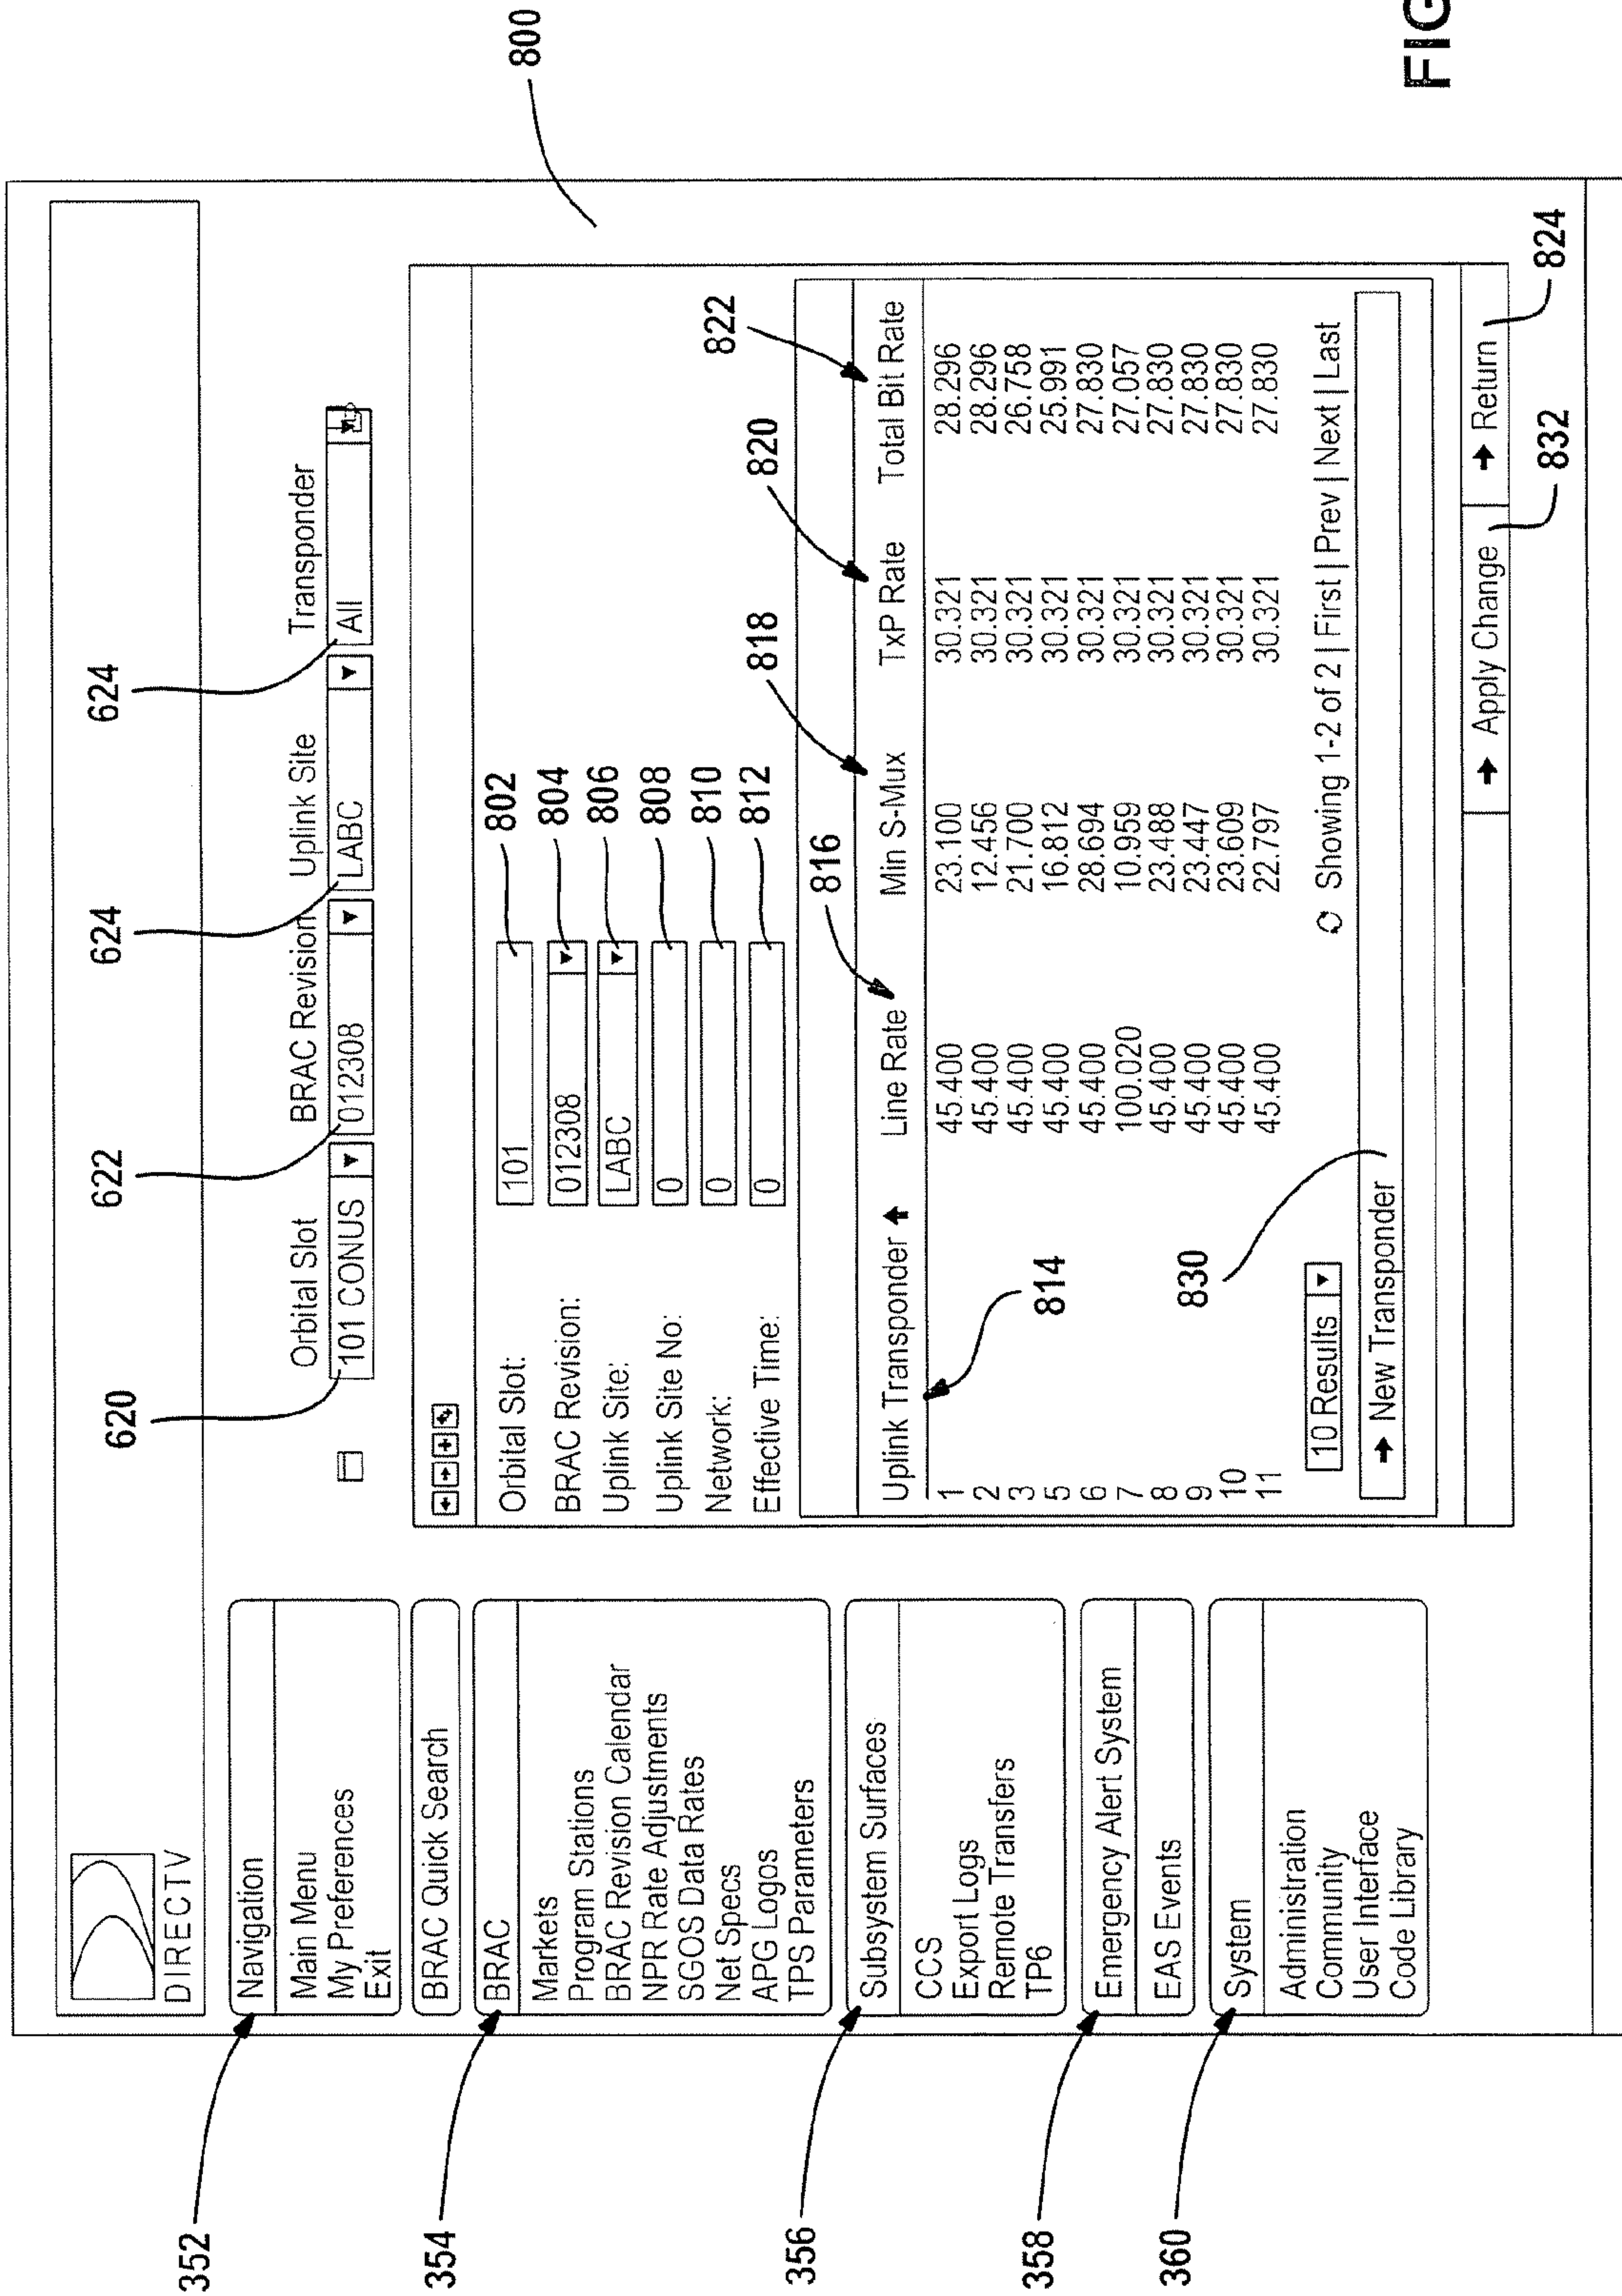 DIRECTV
352
Navigation
Main Menu
My Preferences
Exit
BRAC Quick Search
354
BRAC
Markets
Program Stations
BRAC Revision Calendar
NPR Rate Adjustments
SGOS Data Rates
Net Specs
APG Logos
TPS Parameters
356
Subsystem Surfaces
CCS
Export Logs
Remote Transfers
TP6
358
Emergency Alert System
EAS Events
360
System
Administration
Community
User Interface
Code Library
620 622 624 624
Orbital Slot BRAC Revision Uplink Site Transponder
101 CONUS 012308 LABC All
800
Orbital Slot: 101 802
BRAC Revision: 012308 804
Uplink Site: LABC 806
Uplink Site No: 0 808
Network: 0 810
Effective Time: 0 812
814 816 818 820 822
Uplink Transponder Line Rate Min S-Mux TxP Rate Total Bit Rate
1 45.400 23.100 30.321 28.296
2 45.400 12.456 30.321 28.296
3 45.400 21.700 30.321 26.758
5 45.400 16.812 30.321 25.991
6 45.400 28.694 30.321 27.830
7 100.020 10.959 30.321 27.057
8 45.400 23.488 30.321 27.830
9 45.400 23.447 30.321 27.830
10 45.400 23.609 30.321 27.830
11 45.400 22.797 30.321 27.830
10 Results Showing 1-2 of 2 | First | Prev | Next | Last
New Transponder 830
Apply Change Return
832 824
FIG